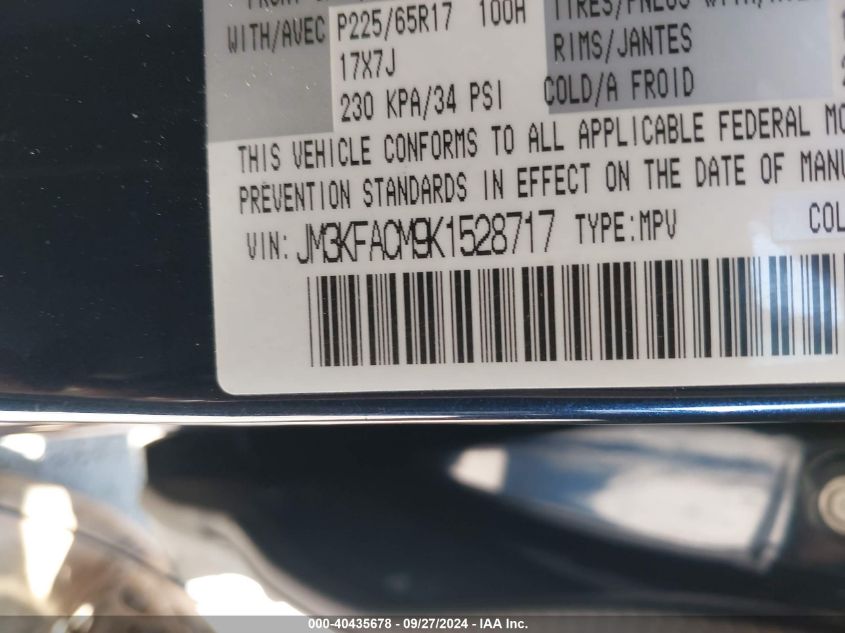 WITH/AVEC P225/65R17 100H TIRES/PNEUS
17X7J RIMS/JANTES
230 KPA/34 PSI COLD/A FROID
THIS VEHICLE CONFORMS TO ALL APPLICABLE FEDERAL MO
PREVENTION STANDARDS IN EFFECT ON THE DATE OF MANU
VIN: JM3KFACM9K1528717 TYPE:MPV COL
000-40435678 - 09/27/2024 - IAA Inc.